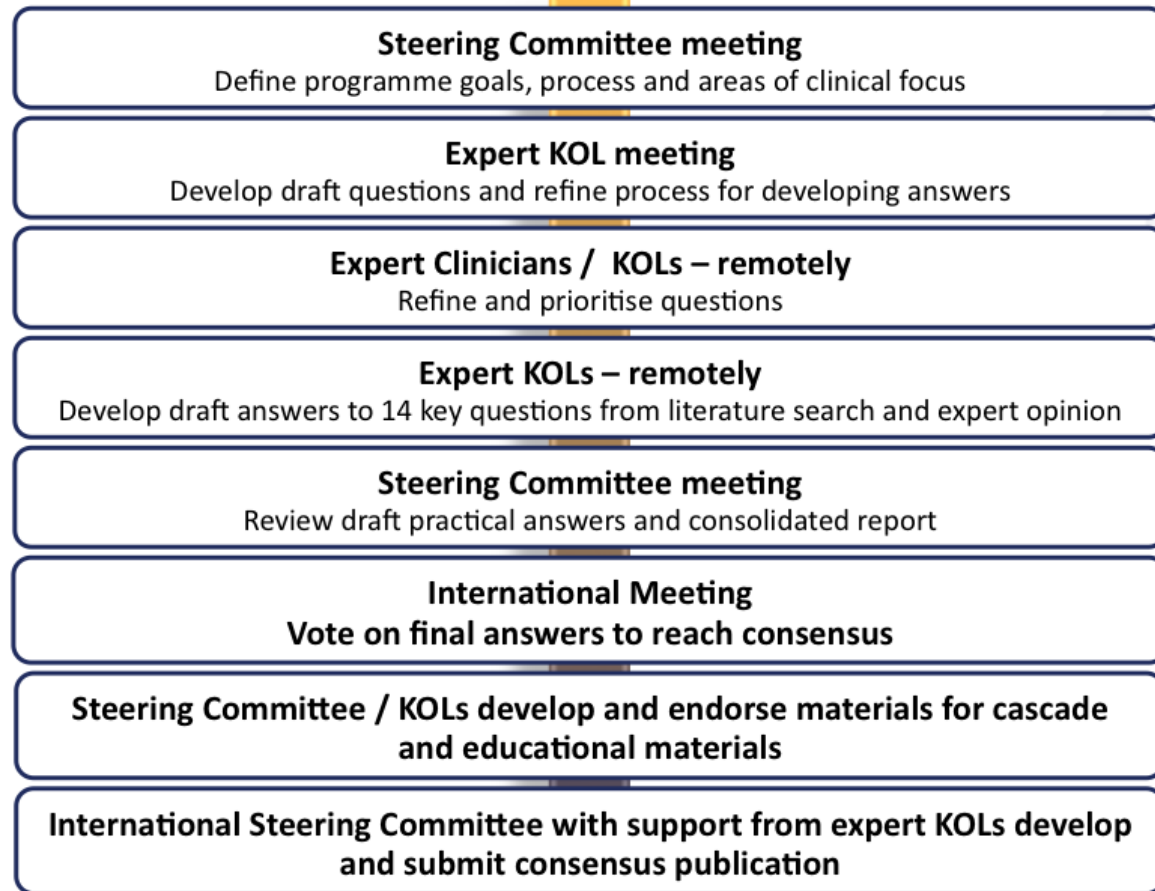 Steering Committee meeting
Define programme goals, process and areas of clinical focus
Expert KOL meeting
Develop draft questions and refine process for developing answers
Expert Clinicians / KOLs – remotely
Refine and prioritise questions
Expert KOLs – remotely
Develop draft answers to 14 key questions from literature search and expert opinion
Steering Committee meeting
Review draft practical answers and consolidated report
International Meeting
Vote on final answers to reach consensus
Steering Committee / KOLs develop and endorse materials for cascade
and educational materials
International Steering Committee with support from expert KOLs develop
and submit consensus publication